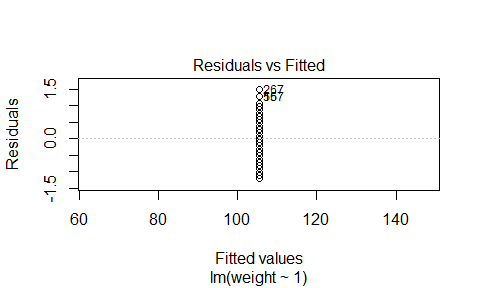 Residuals vs Fitted
Residuals
1.5
0.0
-1.5
267
60
80
100
120
140
Fitted values
lm(weight ~ 1)